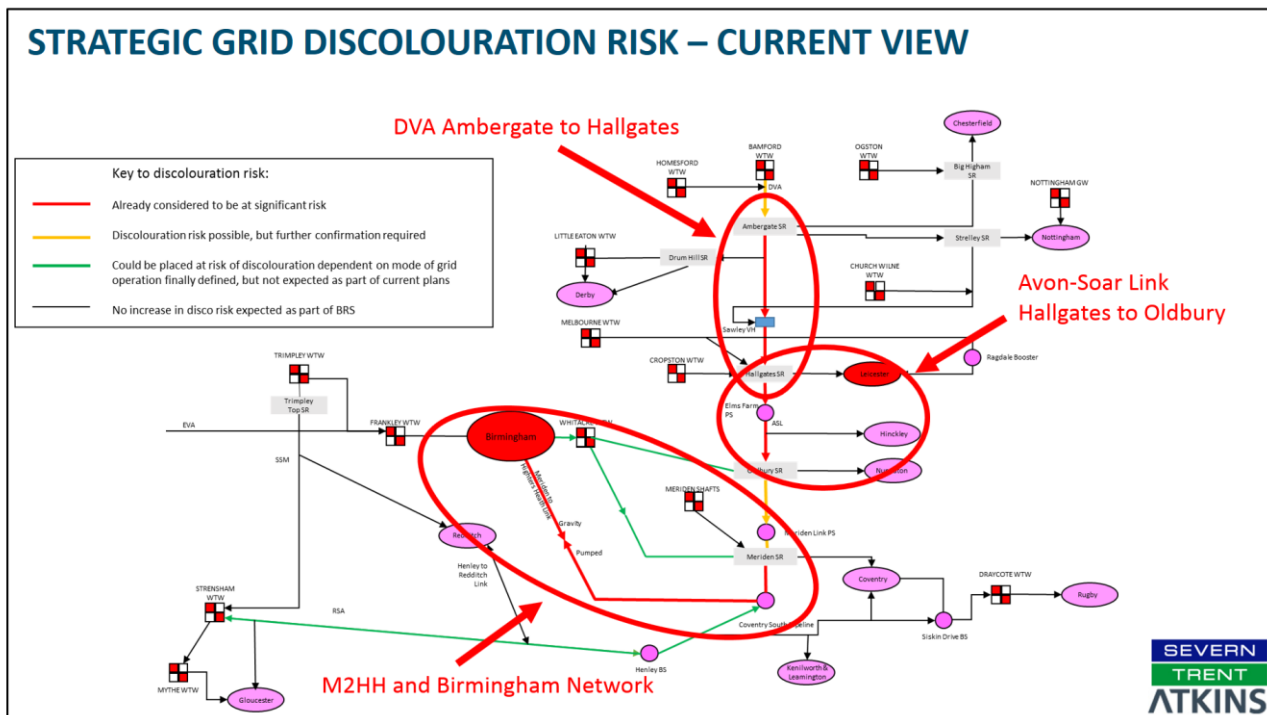 STRATEGIC GRID DISCOLOURATION RISK – CURRENT VIEW
DVA Ambergate to Hallgates
Key to discolouration risk:
Already considered to be at significant risk
Discolouration risk possible, but further confirmation required
Could be placed at risk of discolouration dependent on mode of grid
operation finally defined, but not expected as part of current plans
No increase in disco risk expected as part of BRS
Chesterfield
BAMFORD
WTW
OGSTON
WTW
HOMESFORD
WTW
DVA
Big Higham
SR
NOTTINGHAM GW
Ambergate SR
Strelley SR
Nottingham
LITTLE EATON WTW
Drum Hill SR
CHURCH WILNE
WTW
Derby
Avon-Soar Link
Hallgates to Oldbury
MELBOURNE WTW
Sawley VH
Ragdale Booster
TRIMPLEY WTW
CROPSTON WTW
Hallgates SR
Leicester
Trimpley
Top SR
Elms Farm
PS
ASL
FRANKLEY WTW
Birmingham
WHITACRE WTW
Hinckley
EVA
SSM
Oldbury SR
Nuneaton
Meriden to
Highters Heath Link
MERIDEN SHAFTS
Gravity
Meriden Link PS
Redditch
Pumped
Meriden SR
Henley to
Redditch
Link
Coventry
DRAYCOTE WTW
STRENSHAM
WTW
Rugby
RSA
Coventry South Pipeline
Siskin Drive BS
Henley BS
Kenilworth &
Leamington
MYTHE WTW
Gloucester
M2HH and Birmingham Network
SEVERN
TRENT
ATKINS